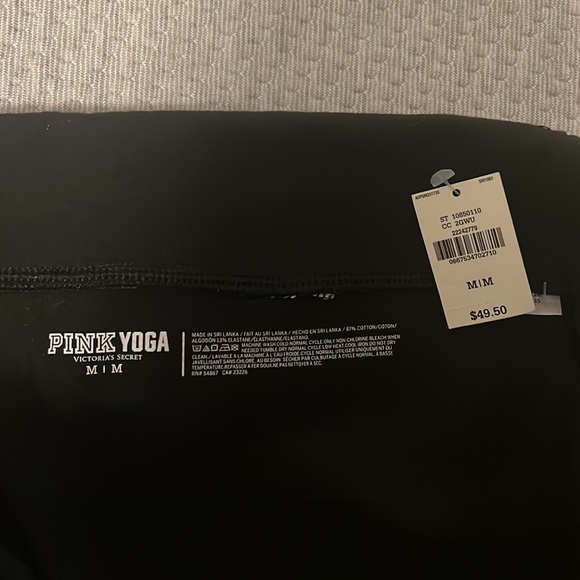 ST 10850110
CC 2GWU
22242779
0667534702710
M|M
$49.50
PINK YOGA
VICTORIA'S SECRET
M | M
MADE IN SRI LANKA / FAIT AU SRI LANKA / HECHO EN SRI LANKA / 87% COTTON/COTON/
ALGODON 13% ELASTANE/ELASTHANNE/ELASTANO
MACHINE WASH COLD NORMAL CYCLE.ONLY NON-CHLORINE BLEACH WHEN
NEEDED TUMBLE DRY NORMAL CYCLE LOW HEAT.COOL IRON.DO NOT DRY
CLEAN / LAVABLE A LA MACHINE A L'EAU FROIDE CYCLE NORMAL UTILISER UNIQUEMENT DU
JAVELLISANT SANS CHLORE. AU BESOIN. SÉCHER PAR CULBUTAGE A CYCLE NORMAL, A BASSE
TEMPÉRATURE.REPASSER A FER DOUX.NE PAS NETTOYER A SEC.
RN# 54867 CA# 23226